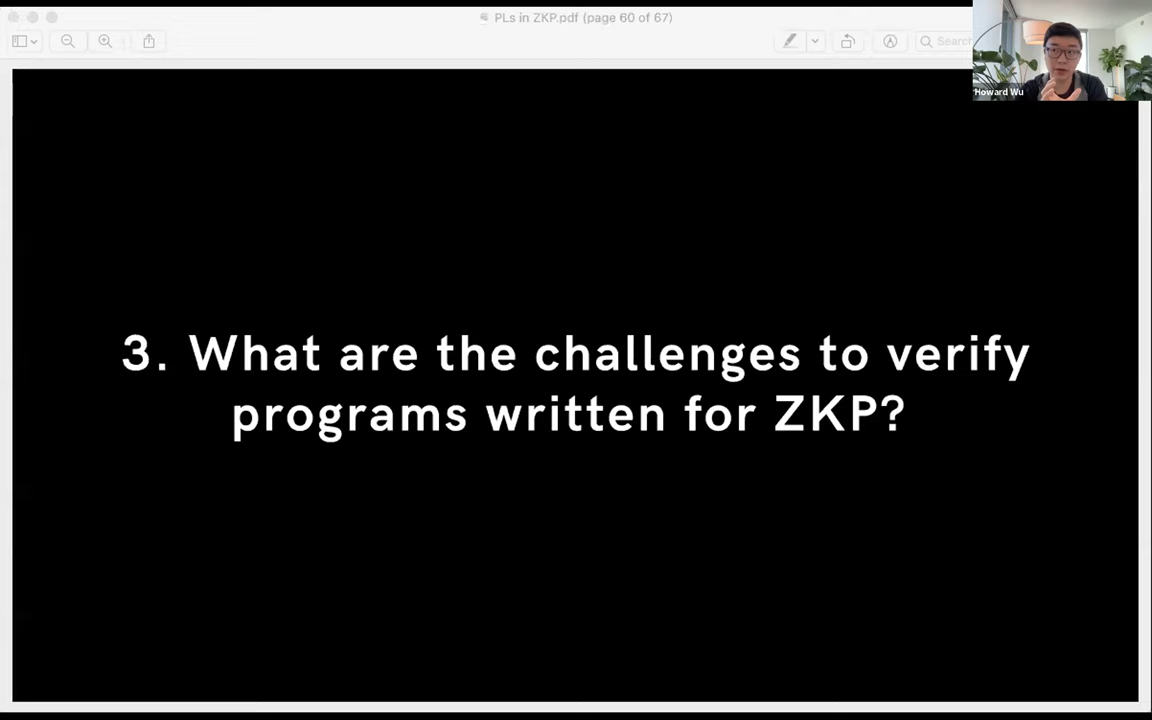 PLs in ZKP.pdf (page 60 of 67)
Search
Howard Wu
3. What are the challenges to verify
programs written for ZKP?